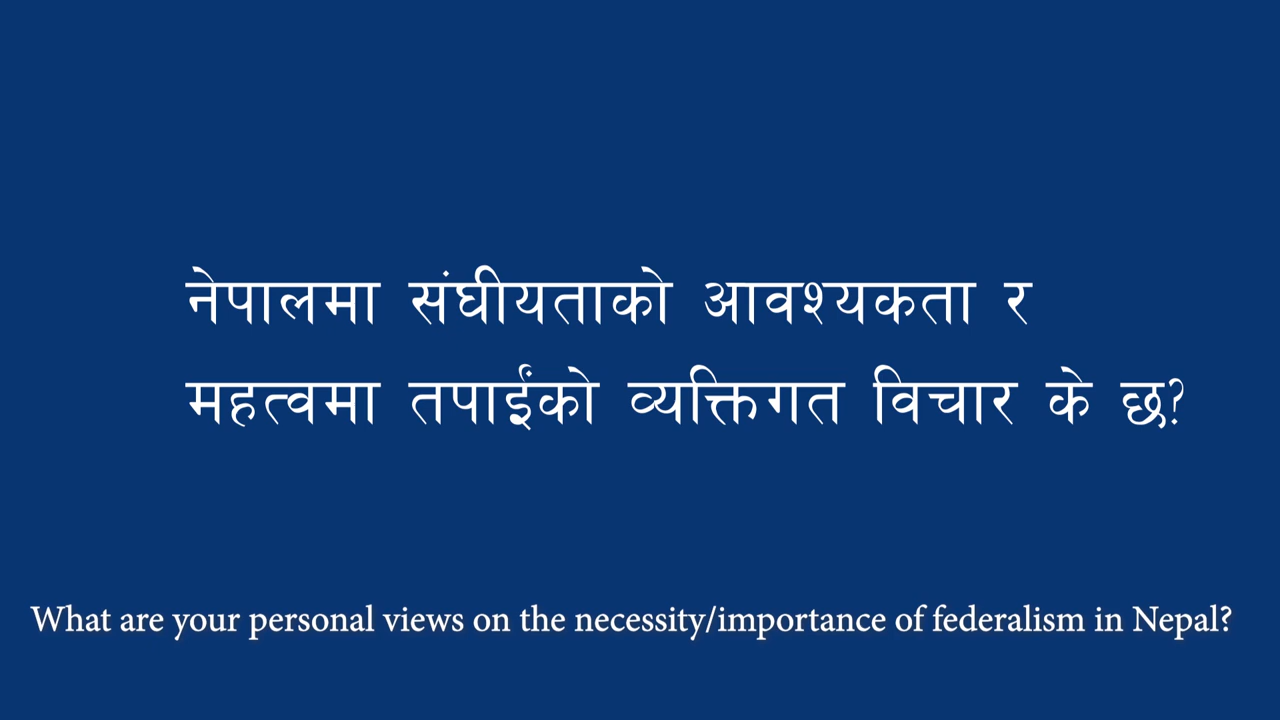 नेपालमा संघीयताको आवश्यकता र
महत्वमा तपाईंको व्यक्तिगत विचार के छ?
What are your personal views on the necessity/importance of federalism in Nepal?